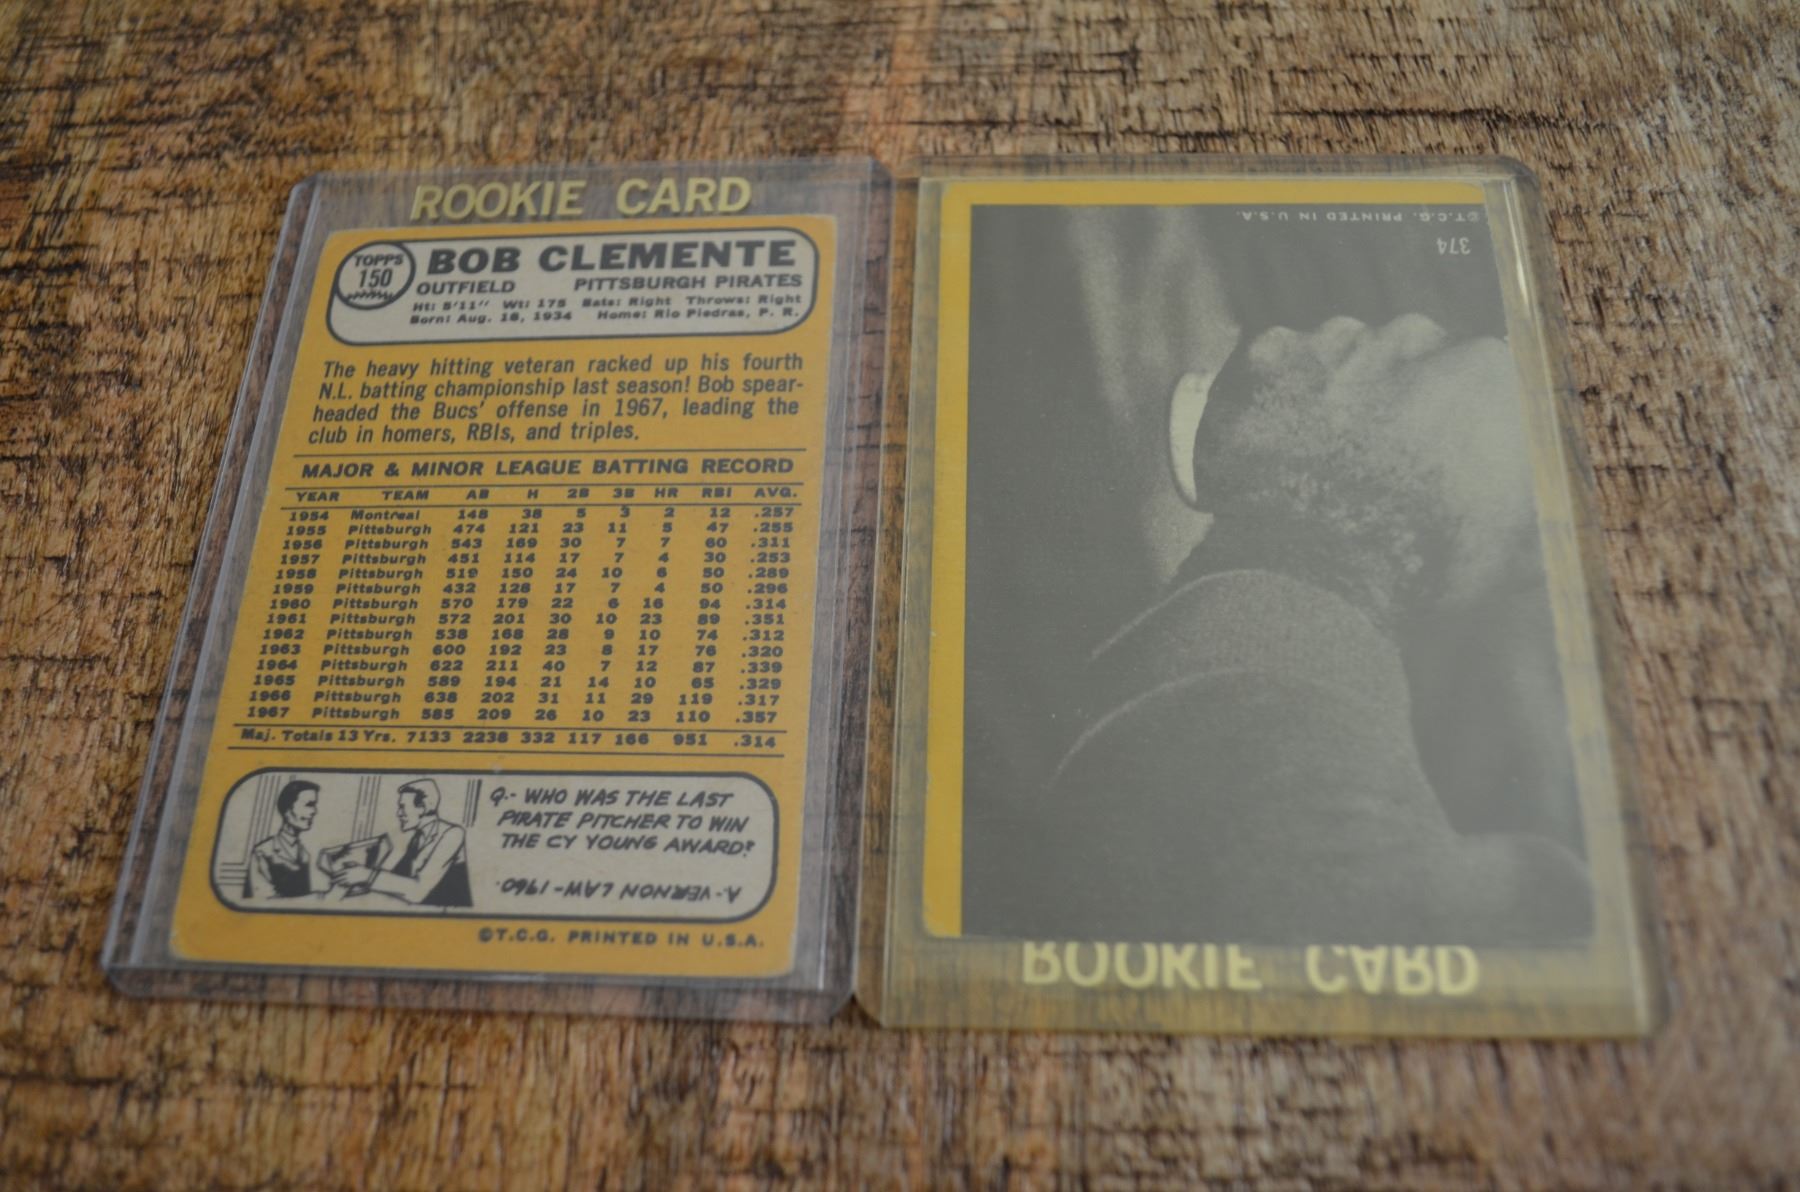 ROOKIE CARD
TOPPS
150
BOB CLEMENTE
OUTFIELD PITTSBURGH PIRATES
Ht: 5'11" Wt: 175 Bats: Right Throws: Right
Born: Aug. 18, 1934 Home: Rio Piedras, P. R.
The heavy hitting veteran racked up his fourth
N.L. batting championship last season! Bob spear-
headed the Bucs' offense in 1967, leading the
club in homers, RBIs, and triples.
MAJOR & MINOR LEAGUE BATTING RECORD
YEAR TEAM AB H 2B 3B HR RBI AVG.
1954 Montreal 148 38 5 3 2 12 .257
1955 Pittsburgh 474 121 23 11 5 47 .255
1956 Pittsburgh 543 169 30 7 7 60 .311
1957 Pittsburgh 451 114 17 7 4 30 .253
1958 Pittsburgh 519 150 24 10 6 50 .289
1959 Pittsburgh 432 128 17 7 4 50 .296
1960 Pittsburgh 570 179 22 6 16 94 .314
1961 Pittsburgh 572 201 30 10 23 89 .351
1962 Pittsburgh 538 168 28 9 10 74 .312
1963 Pittsburgh 600 192 23 8 17 76 .320
1964 Pittsburgh 622 211 40 7 12 87 .339
1965 Pittsburgh 589 194 21 14 10 65 .329
1966 Pittsburgh 638 202 31 11 29 119 .317
1967 Pittsburgh 585 209 26 10 23 110 .357
Maj. Totals 13 Yrs. 7133 2238 332 117 166 951 .314
Q.- WHO WAS THE LAST
PIRATE PITCHER TO WIN
THE CY YOUNG AWARD?
A.-VERNON LAW-1960.
©T.C.G. PRINTED IN U.S.A.
©T.C.G. PRINTED IN U.S.A.
374
ROOKIE CARD